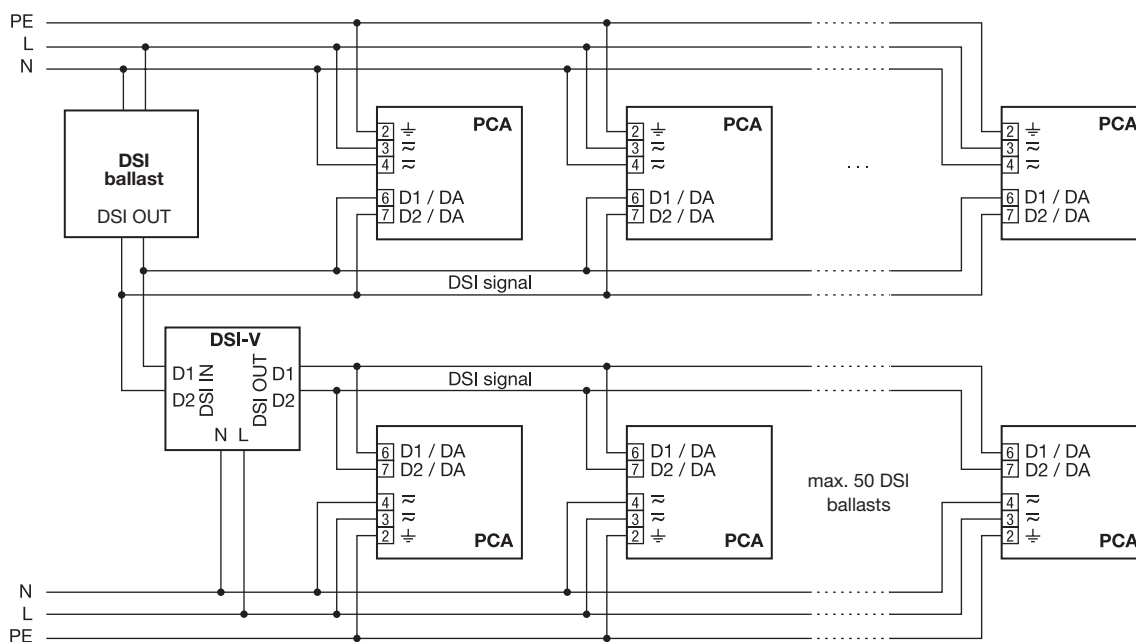 PE
L
N
DSI
ballast
DSI OUT
PCA
2
3
4
6 D1 / DA
7 D2 / DA
PCA
2
3
4
6 D1 / DA
7 D2 / DA
...
PCA
2
3
4
6 D1 / DA
7 D2 / DA
DSI signal
DSI-V
D1
D2
DSI IN
DSI OUT
D1
D2
N L
DSI signal
6 D1 / DA
7 D2 / DA
4
3
2
PCA
6 D1 / DA
7 D2 / DA
4
3
2
PCA
max. 50 DSI
ballasts
6 D1 / DA
7 D2 / DA
4
3
2
PCA
N
L
PE